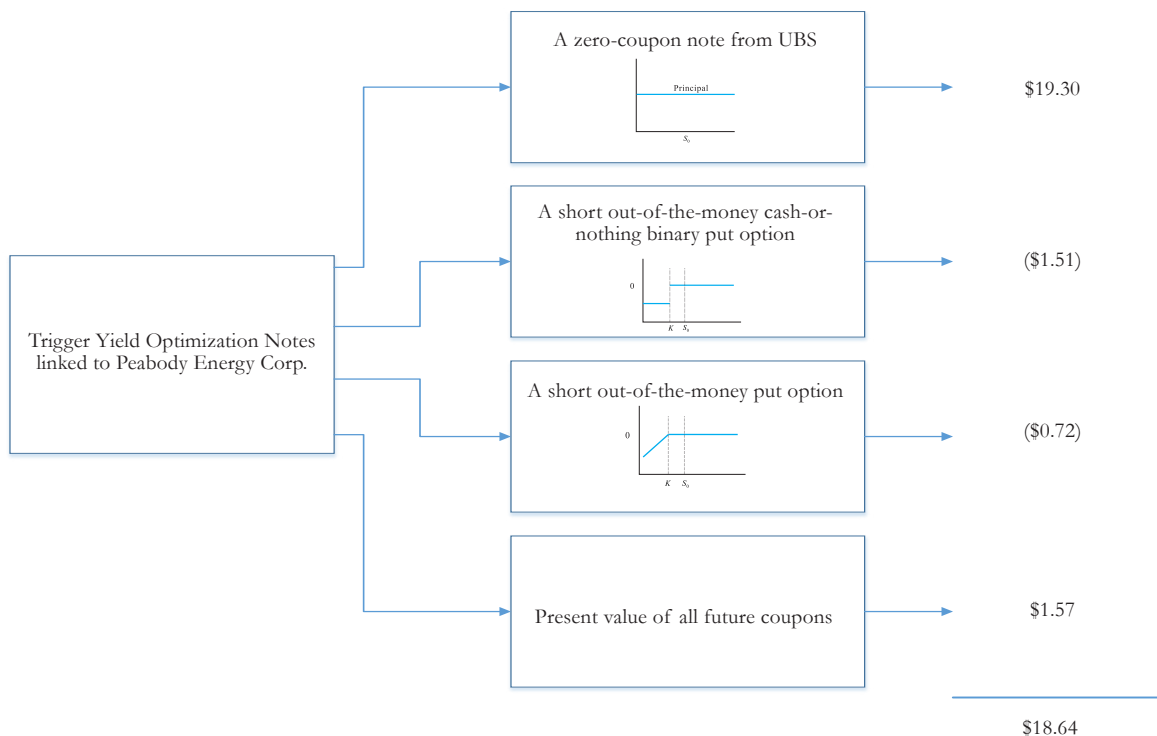 A zero-coupon note from UBS
Principal
S₀
$19.30
A short out-of-the-money cash-or-
nothing binary put option
0
K
S₀
($1.51)
Trigger Yield Optimization Notes
linked to Peabody Energy Corp.
A short out-of-the-money put option
0
K
S₀
($0.72)
Present value of all future coupons
$1.57
$18.64